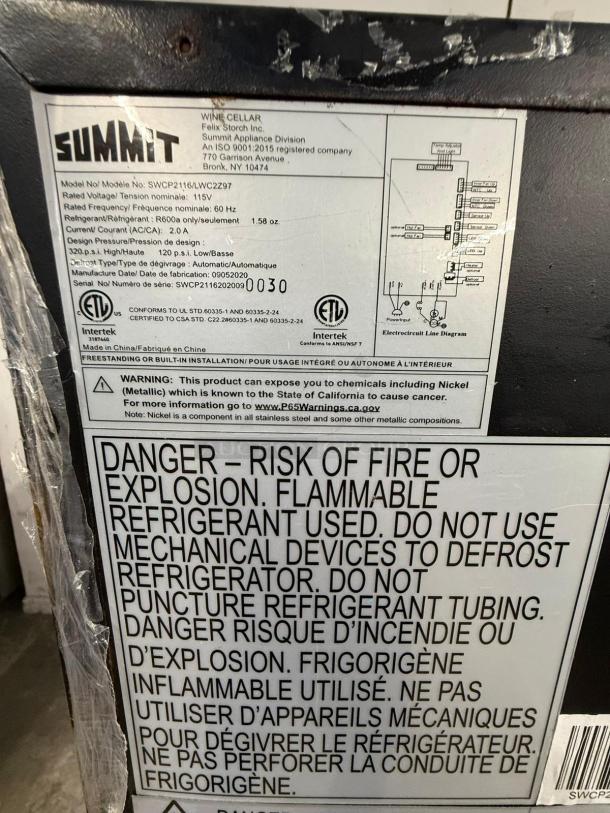 SUMMIT
WINE CELLAR
Felix Storch Inc.
Summit Appliance Division
An ISO 9001:2015 registered company
770 Garrison Avenue
Bronk, NY 10474
Model No/ Modèle No: SWCP2116/LWC2Z97
Rated Voltage/ Tension nominale: 115V
Rated Frequency/ Fréquence nominale: 60 Hz
Refrigerant/Réfrigérant : R600a only/seulement 1.58 oz.
Current/ Courant (AC/CA): 2.0 A
Design Pressure/Pression de design :
320 p.s.i. High/Haute 120 p.s.i. Low/Basse
Defrost Type/Type de dégivrage : Automatic/Automatique
Manufacture Date/ Date de fabrication: 09052020
Serial No/ Numéro de série: SWCP2116202009 0030
ETL
C US
Intertek
3187460
CONFORMS TO UL STD.60335-1 AND 60335-2-24
CERTIFIED TO CSA STD. C22.2#60335-1 AND 60335-2-24
ETL
Intertek
Conforms to ANSI/NSF 7
Made in China/Fabriqué en Chine
Electrocircuit Line Diagram
FREESTANDING OR BUILT-IN INSTALLATION/ POUR USAGE INTÉGRÉ OU AUTONOME À L'INTÉRIEUR
WARNING: This product can expose you to chemicals including Nickel
(Metallic) which is known to the State of California to cause cancer.
For more information go to www.P65Warnings.ca.gov
Note: Nickel is a component in all stainless steel and some other metallic compositions.
DANGER – RISK OF FIRE OR
EXPLOSION. FLAMMABLE
REFRIGERANT USED. DO NOT USE
MECHANICAL DEVICES TO DEFROST
REFRIGERATOR. DO NOT
PUNCTURE REFRIGERANT TUBING.
DANGER RISQUE D'INCENDIE OU
D'EXPLOSION. FRIGORIGÈNE
INFLAMMABLE UTILISÉ. NE PAS
UTILISER D'APPAREILS MÉCANIQUES
POUR DÉGIVRER LE RÉFRIGÉRATEUR.
NE PAS PERFORER LA CONDUITE DE
FRIGORIGÈNE.
SWCP2